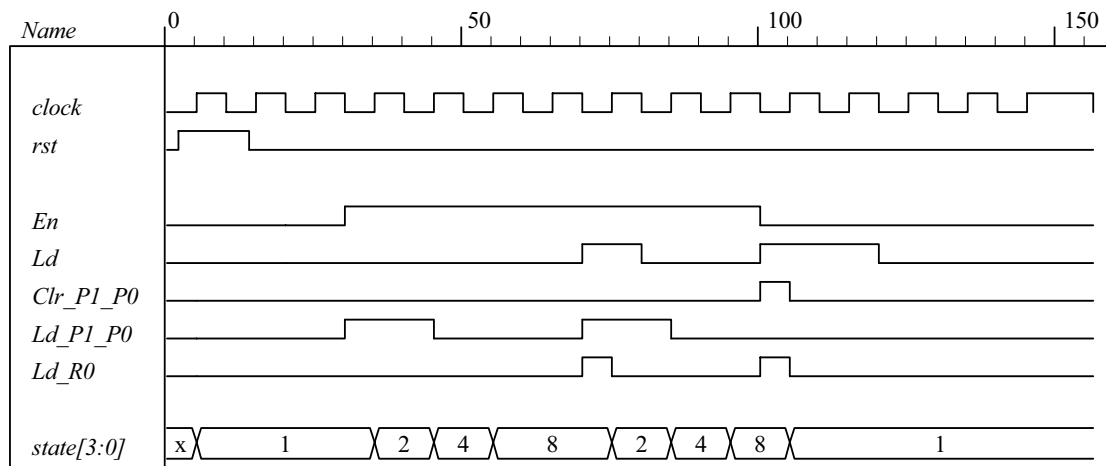 Name 0 50 100 150
clock
rst
En
Ld
Clr_P1_P0
Ld_P1_P0
Ld_R0
state[3:0] x 1 2 4 8 2 4 8 1